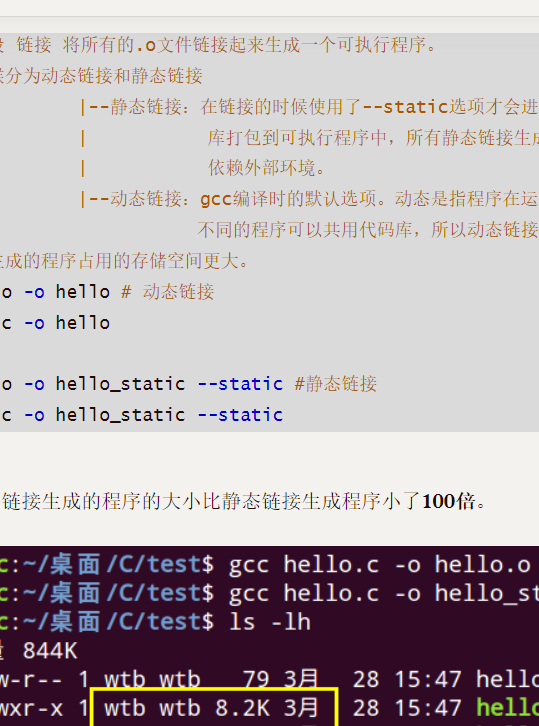 链接 将所有的.o文件链接起来生成一个可执行程序。
分为动态链接和静态链接
|--静态链接：在链接的时候使用了--static选项才会进
| 库打包到可执行程序中，所有静态链接生成
| 依赖外部环境。
|--动态链接：gcc编译时的默认选项。动态是指程序在运
不同的程序可以共用代码库，所以动态链接
生成的程序占用的存储空间更大。
o -o hello # 动态链接
c -o hello
o -o hello_static --static #静态链接
c -o hello_static --static
链接生成的程序的大小比静态链接生成程序小了100倍。
c:~/桌面/C/test$ gcc hello.c -o hello.o
c:~/桌面/C/test$ gcc hello.c -o hello_st
c:~/桌面/C/test$ ls -lh
量 844K
w-r-- 1 wtb wtb 79 3月 28 15:47 hello
wxr-x 1 wtb wtb 8.2K 3月 28 15:47 hello